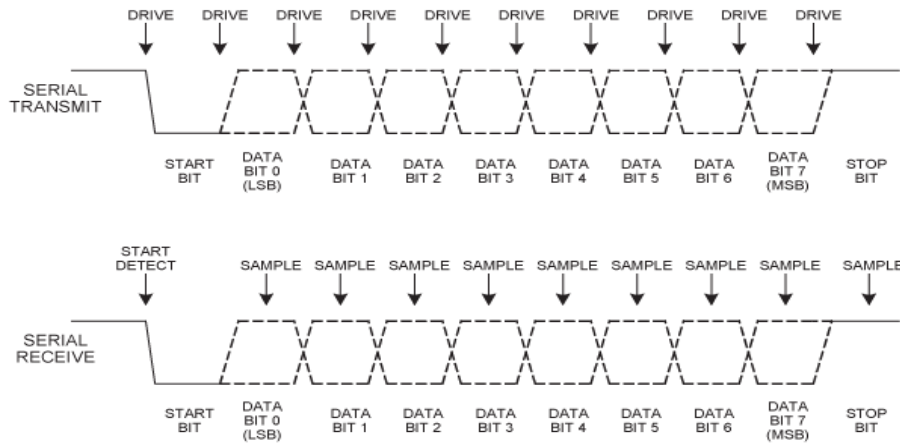 DRIVE DRIVE DRIVE DRIVE DRIVE DRIVE DRIVE DRIVE DRIVE DRIVE
SERIAL
TRANSMIT
START
BIT
DATA
BIT 0
(LSB)
DATA
BIT 1
DATA
BIT 2
DATA
BIT 3
DATA
BIT 4
DATA
BIT 5
DATA
BIT 6
DATA
BIT 7
(MSB)
STOP
BIT
START
DETECT
SAMPLE SAMPLE SAMPLE SAMPLE SAMPLE SAMPLE SAMPLE SAMPLE SAMPLE
SERIAL
RECEIVE
START
BIT
DATA
BIT 0
(LSB)
DATA
BIT 1
DATA
BIT 2
DATA
BIT 3
DATA
BIT 4
DATA
BIT 5
DATA
BIT 6
DATA
BIT 7
(MSB)
STOP
BIT